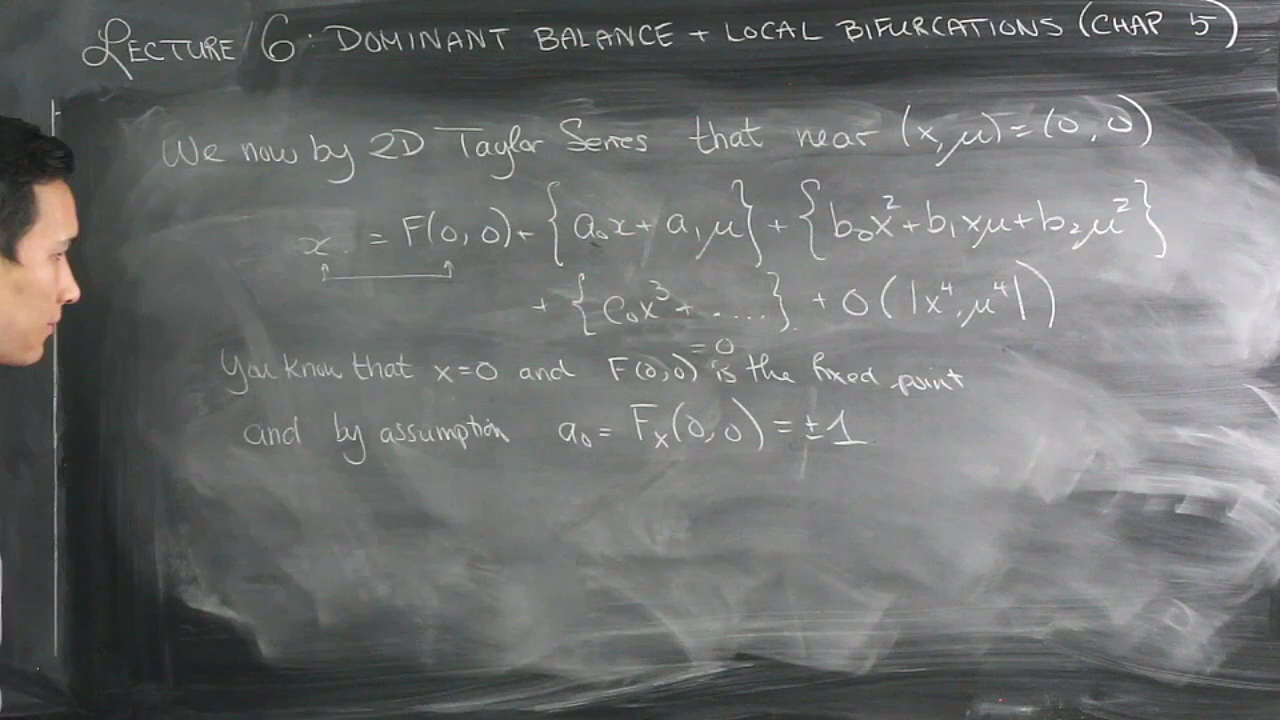 LECTURE 6: DOMINANT BALANCE + LOCAL BIFURCATIONS (CHAP 5)
We now by 2D Taylor Series that near (x, μ) = (0, 0)
x = F(0, 0) + {a₀x + a₁μ} + {b₀x² + b₁xμ + b₂μ²}
+ {c₀x³ + .....} + O(|x⁴, μ⁴|)
You know that x=0 and F(0,0) = 0 is the fixed point
and by assumption a₀ = Fₓ(0, 0) = ±1